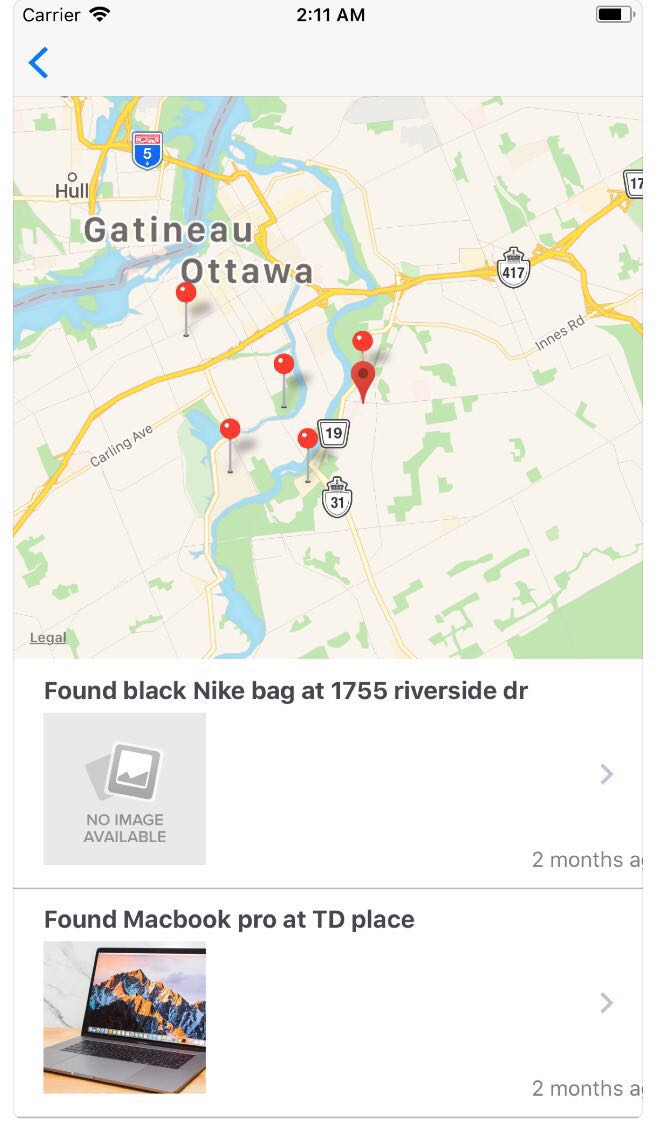 Carrier 2:11 AM
5
Hull
17
Gatineau
Ottawa
417
Innes Rd
19
Carling Ave
31
Legal
Found black Nike bag at 1755 riverside dr
NO IMAGE
AVAILABLE
2 months a
Found Macbook pro at TD place
2 months a